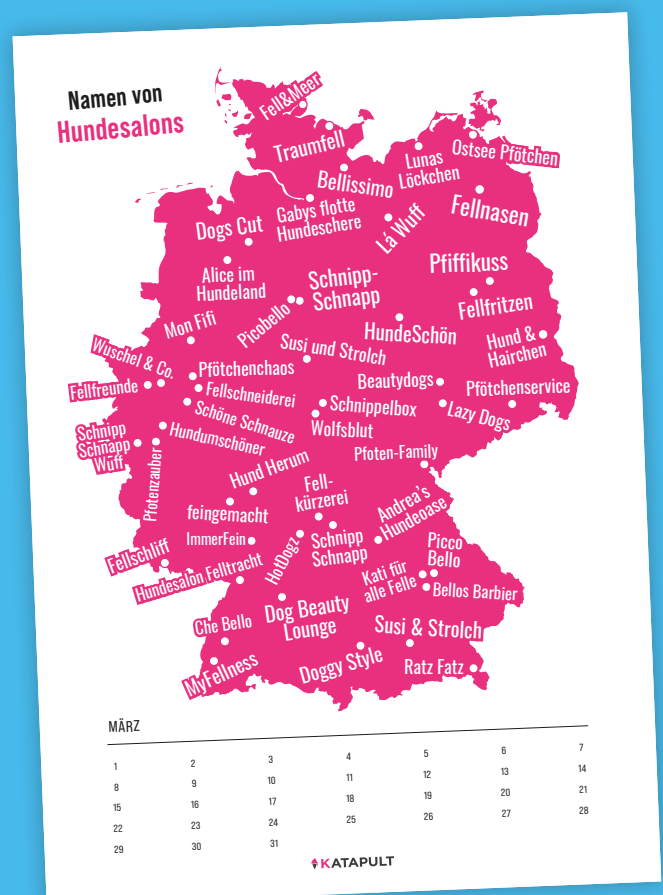 Namen von
Hundesalons
Fell&Meer
Traumfell
Ostsee Pfötchen
Lunas
Löckchen
Bellissimo
Fellnasen
Gabys flotte
Hundeschere
Lá Wuff
Dogs Cut
Alice im
Hundeland
Pfiffikuss
Schnipp-
Schnapp
Picobello
Fellfritzen
Mon Fifi
HundeSchön
Hund &
Hairchen
Susi und Strolch
Wuschel & Co.
Pfötchenchaos
Beautydogs
Pfötchenservice
Fellfreunde
Fellschneiderei
Schnippelbox
Lazy Dogs
Schöne Schnauze
Wolfsblut
Schnipp
Schnapp
Wuff
Hundumschöner
Pfotenzauber
Pfoten-Family
Hund Herum
Fell-
kürzerei
feingemacht
Andrea's
Hundeoase
ImmerFein
HotDogz
Schnipp
Schnapp
Picco
Bello
Fellschliff
Hundesalon Felltracht
Kati für
alle Felle
Bellos Barbier
Dog Beauty
Lounge
Che Bello
Susi & Strolch
MyFellness
Doggy Style
Ratz Fatz
MÄRZ
1 2 3 4 5 6 7
8 9 10 11 12 13 14
15 16 17 18 19 20 21
22 23 24 25 26 27 28
29 30 31
KATAPULT